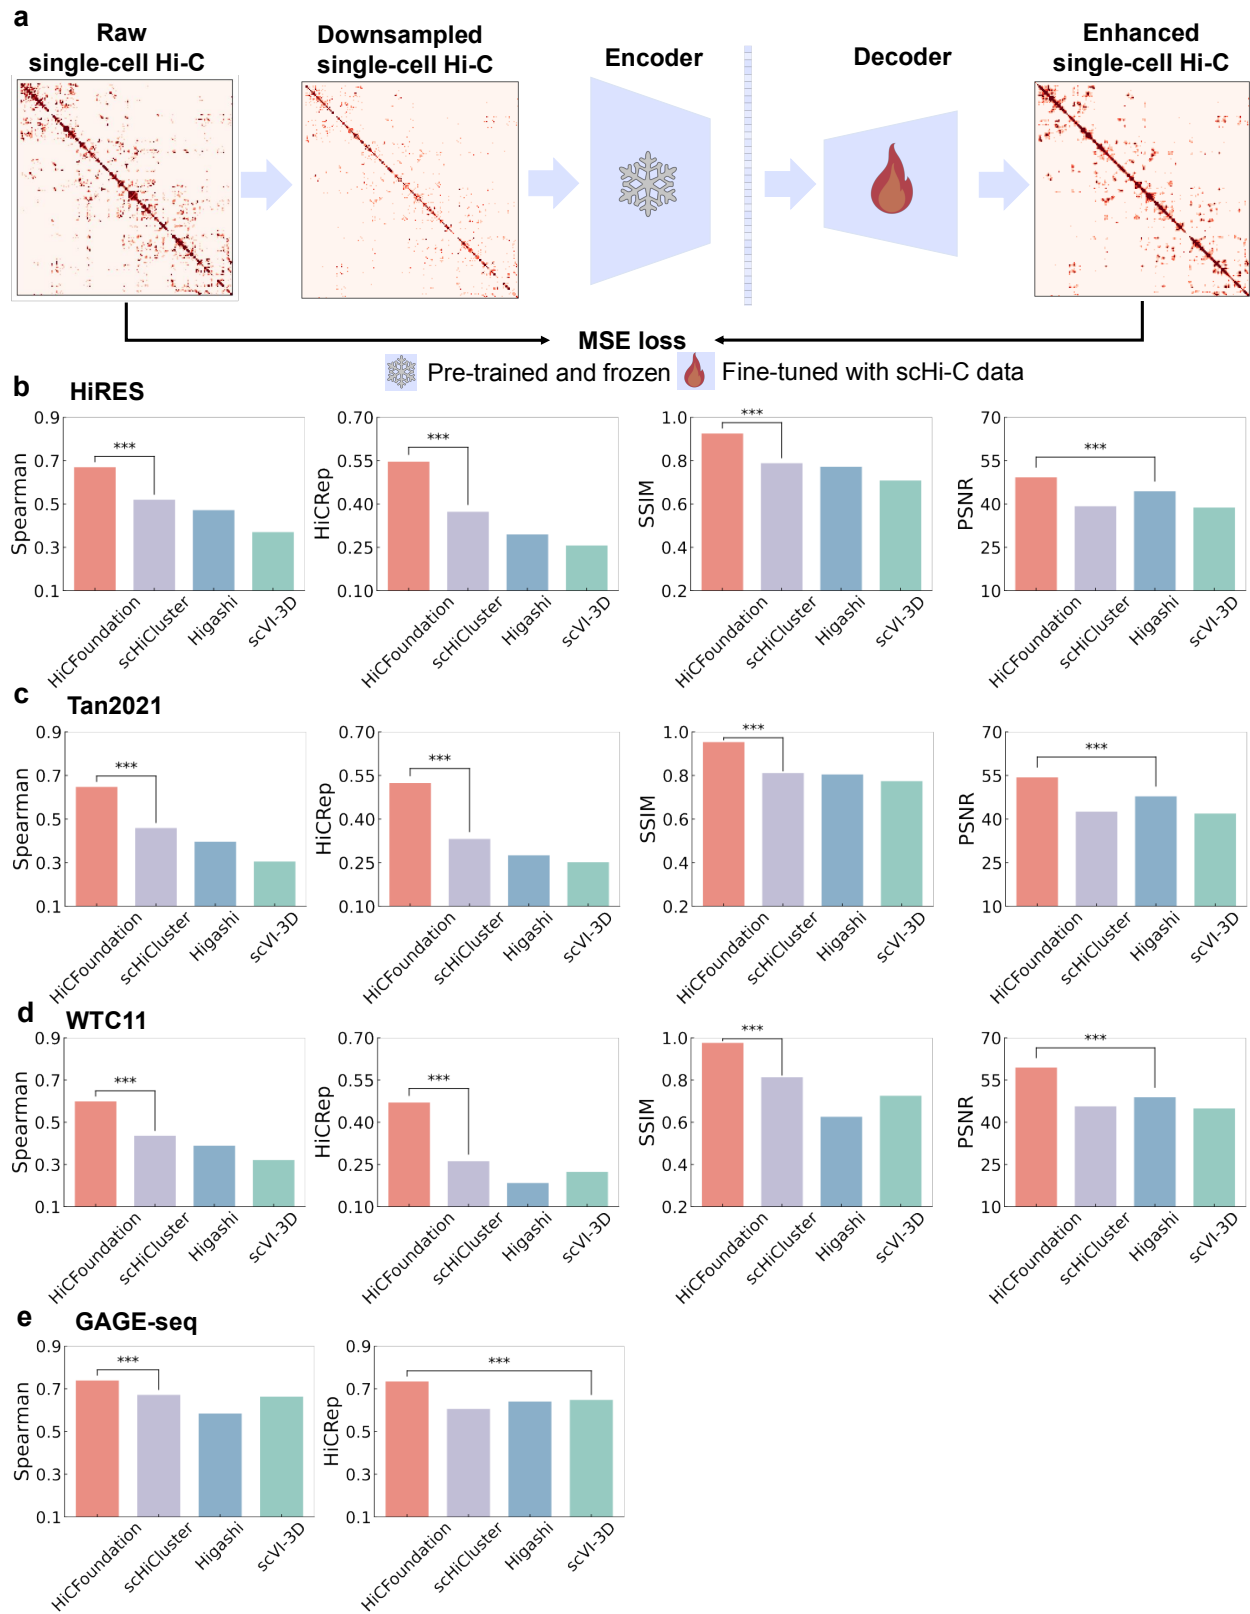 a
Raw
single-cell Hi-C
Downsampled
single-cell Hi-C
Encoder
Decoder
Enhanced
single-cell Hi-C
MSE loss
Pre-trained and frozen
Fine-tuned with scHi-C data
b
HiRES
Spearman
0.9
0.7
0.5
0.3
0.1
***
HiCFoundation
scHiCluster
Higashi
scVI-3D
HiCRep
0.70
0.55
0.40
0.25
0.10
***
HiCFoundation
scHiCluster
Higashi
scVI-3D
SSIM
1.0
0.8
0.6
0.4
0.2
***
HiCFoundation
scHiCluster
Higashi
scVI-3D
PSNR
70
55
40
25
10
***
HiCFoundation
scHiCluster
Higashi
scVI-3D
c
Tan2021
Spearman
0.9
0.7
0.5
0.3
0.1
***
HiCFoundation
scHiCluster
Higashi
scVI-3D
HiCRep
0.70
0.55
0.40
0.25
0.10
***
HiCFoundation
scHiCluster
Higashi
scVI-3D
SSIM
1.0
0.8
0.6
0.4
0.2
***
HiCFoundation
scHiCluster
Higashi
scVI-3D
PSNR
70
55
40
25
10
***
HiCFoundation
scHiCluster
Higashi
scVI-3D
d
WTC11
Spearman
0.9
0.7
0.5
0.3
0.1
***
HiCFoundation
scHiCluster
Higashi
scVI-3D
HiCRep
0.70
0.55
0.40
0.25
0.10
***
HiCFoundation
scHiCluster
Higashi
scVI-3D
SSIM
1.0
0.8
0.6
0.4
0.2
***
HiCFoundation
scHiCluster
Higashi
scVI-3D
PSNR
70
55
40
25
10
***
HiCFoundation
scHiCluster
Higashi
scVI-3D
e
GAGE-seq
Spearman
0.9
0.7
0.5
0.3
0.1
***
HiCFoundation
scHiCluster
Higashi
scVI-3D
HiCRep
0.9
0.7
0.5
0.3
0.1
***
HiCFoundation
scHiCluster
Higashi
scVI-3D